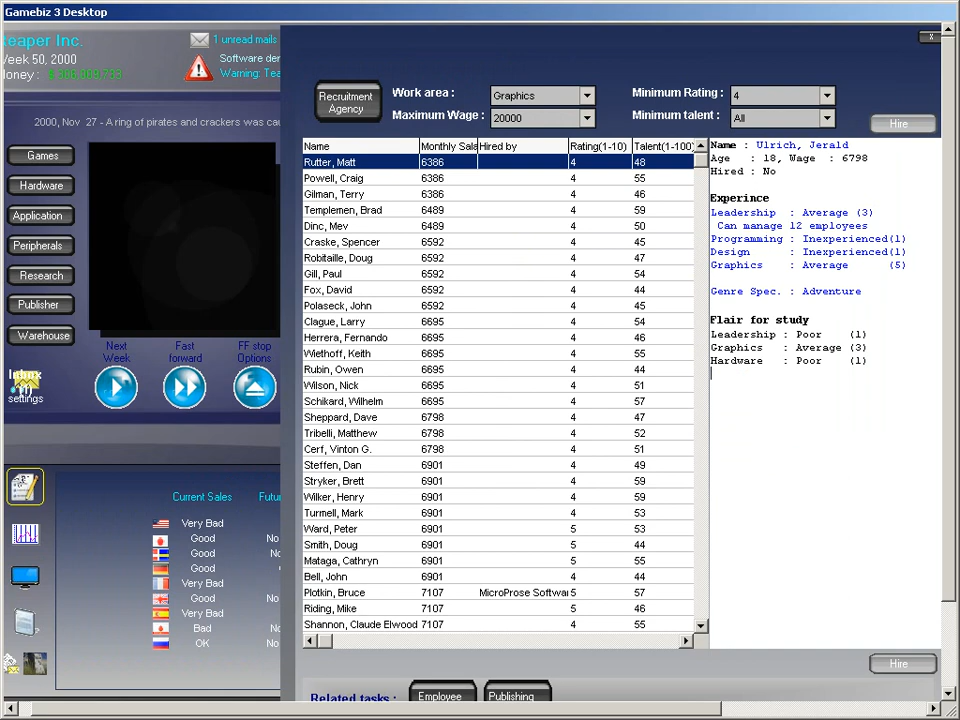 Gamebiz 3 Desktop
Reaper Inc.
Week 50, 2000
Money :
1 unread mails
Software der
Warning: Tea
2000, Nov 27 - A ring of pirates and crackers was cau
Games
Hardware
Application
Peripherals
Research
Publisher
Warehouse
Next Week
Fast forward
FF stop Options
Inbox
(1)
settings
Current Sales Futu
Very Bad
Good No
Good No
Good
Very Bad
Good No
Very Bad
Bad No
OK No
x
Recruitment Agency
Work area : Graphics
Maximum Wage : 20000
Minimum Rating : 4
Minimum talent : All
Hire
Name Monthly Sala Hired by Rating(1-10) Talent(1-100)
Rutter, Matt 6386 4 48
Powell, Craig 6386 4 55
Gilman, Terry 6386 4 46
Templemen, Brad 6489 4 59
Dinc, Mev 6489 4 50
Craske, Spencer 6592 4 45
Robitaille, Doug 6592 4 47
Gill, Paul 6592 4 54
Fox, David 6592 4 44
Polaseck, John 6592 4 45
Clague, Larry 6695 4 54
Herrera, Fernando 6695 4 46
Wiethoff, Keith 6695 4 55
Rubin, Owen 6695 4 44
Wilson, Nick 6695 4 51
Schikard, Wilhelm 6695 4 57
Sheppard, Dave 6798 4 47
Tribelli, Matthew 6798 4 52
Cerf, Vinton G. 6798 4 51
Steffen, Dan 6901 4 49
Stryker, Brett 6901 4 59
Wilker, Henry 6901 4 59
Turmell, Mark 6901 4 53
Ward, Peter 6901 5 53
Smith, Doug 6901 5 44
Mataga, Cathryn 6901 5 55
Bell, John 6901 4 44
Plotkin, Bruce 7107 MicroProse Softwar 5 57
Riding, Mike 7107 5 46
Shannon, Claude Elwood 7107 4 55
Name : Ulrich, Jerald
Age : 18, Wage : 6798
Hired : No
Experince
Leadership : Average (3)
Can manage 12 employees
Programming : Inexperienced(1)
Design : Inexperienced(1)
Graphics : Average (5)
Genre Spec. : Adventure
Flair for study
Leadership : Poor (1)
Graphics : Average (3)
Hardware : Poor (1)
Hire
Related tasks : Employee Publishing